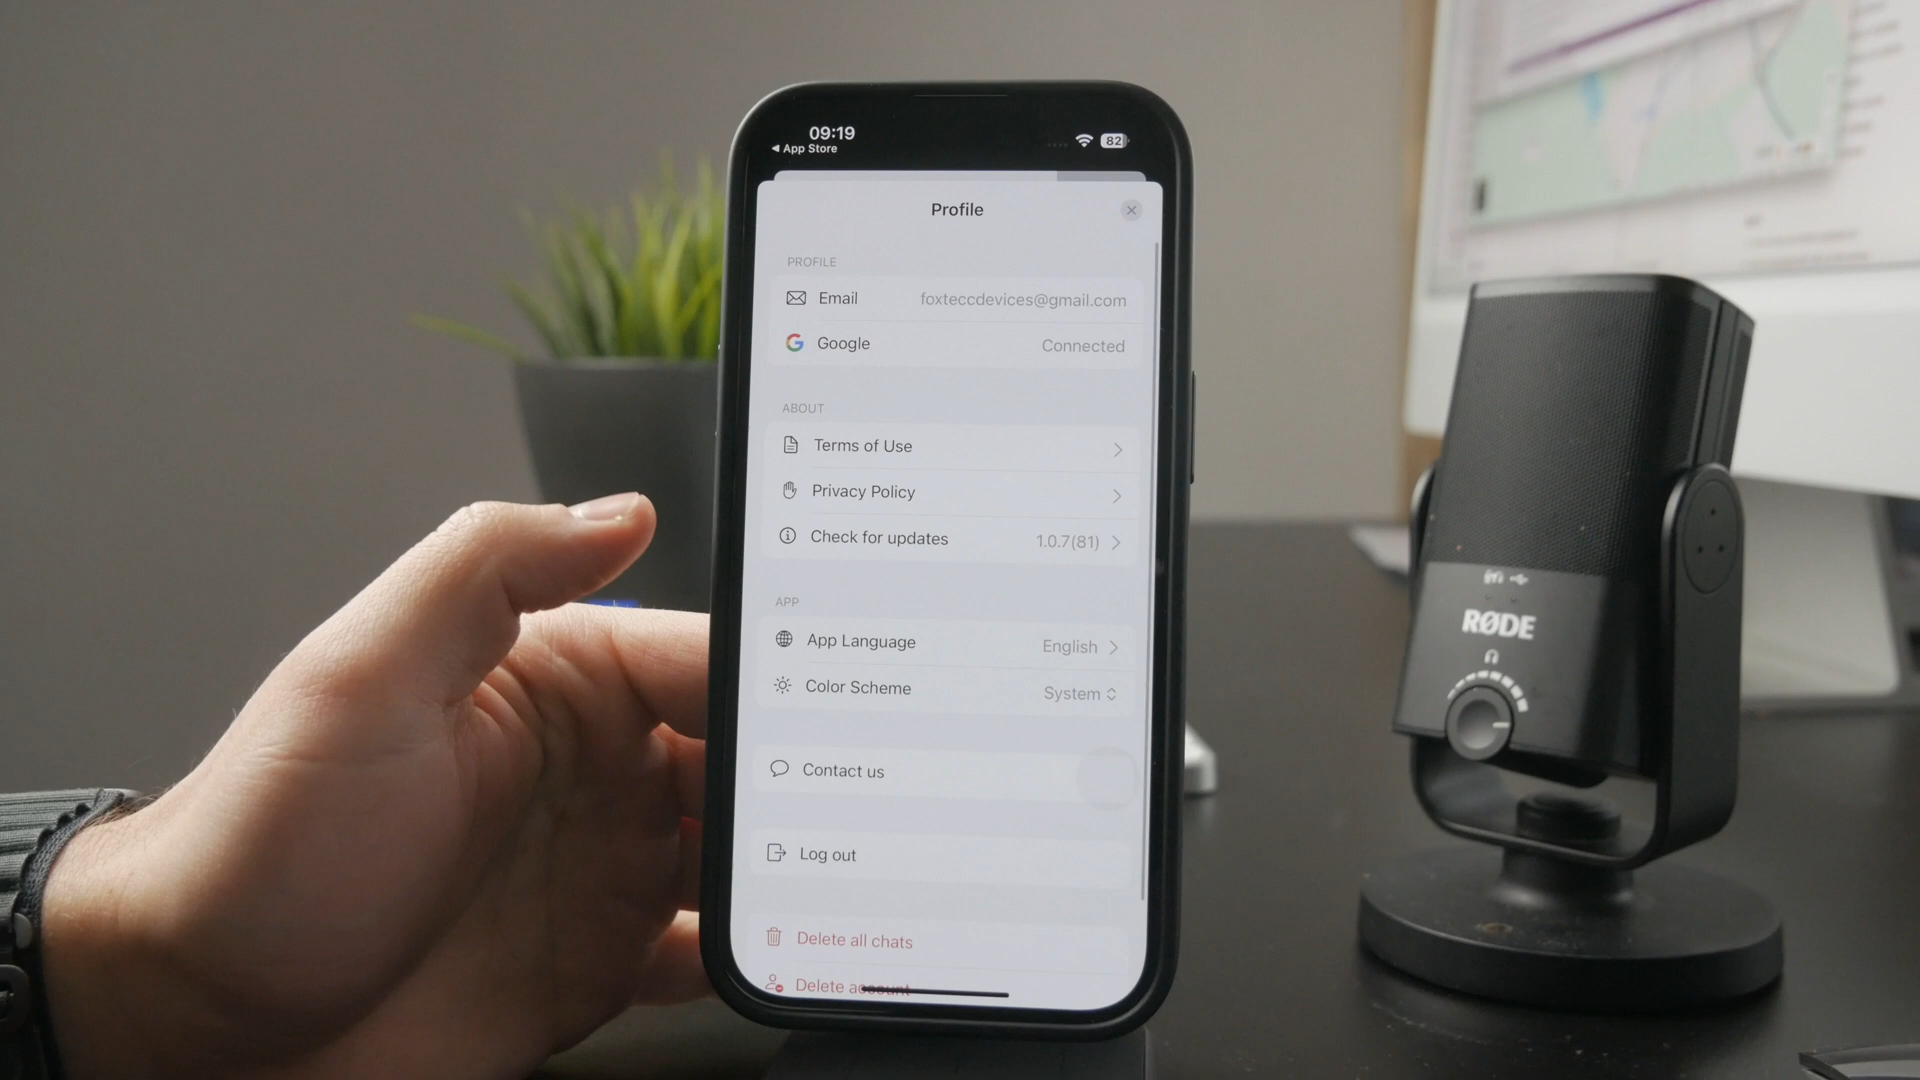 09:19
◀ App Store
82
Profile
PROFILE
Email foxteccdevices@gmail.com
Google Connected
ABOUT
Terms of Use
Privacy Policy
Check for updates 1.0.7(81)
APP
App Language English
Color Scheme System
Contact us
Log out
Delete all chats
Delete account
RØDE